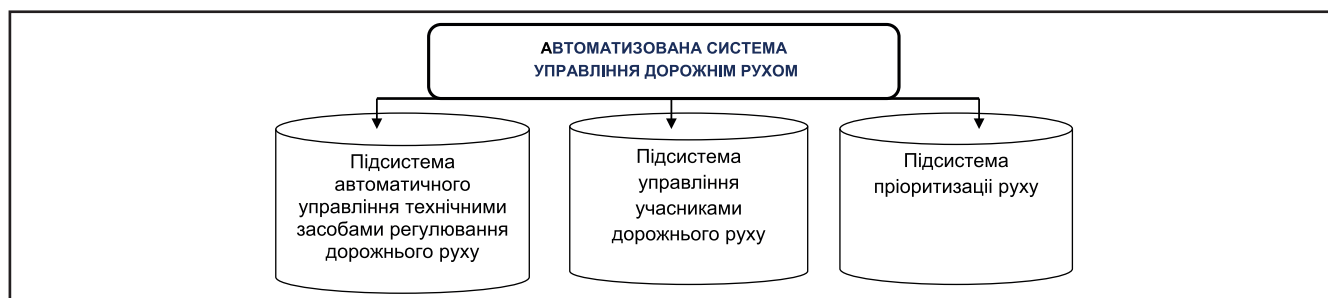 АВТОМАТИЗОВАНА СИСТЕМА
УПРАВЛІННЯ ДОРОЖНІМ РУХОМ
Підсистема
автоматичного
управління технічними
засобами регулювання
дорожнього руху
Підсистема
управління
учасниками
дорожнього руху
Підсистема
пріоритизації руху